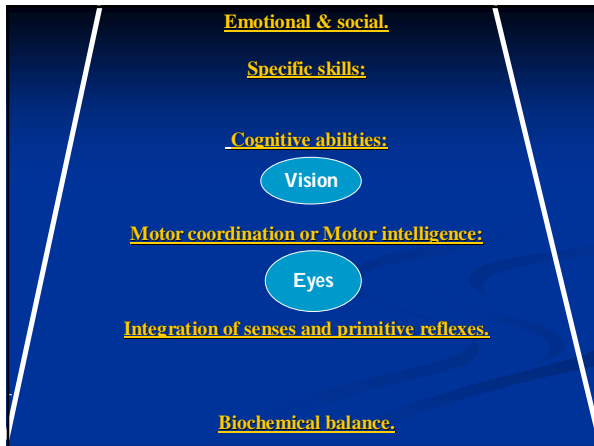 Emotional & social.
Specific skills:
Cognitive abilities:
Vision
Motor coordination or Motor intelligence:
Eyes
Integration of senses and primitive reflexes.
Biochemical balance.